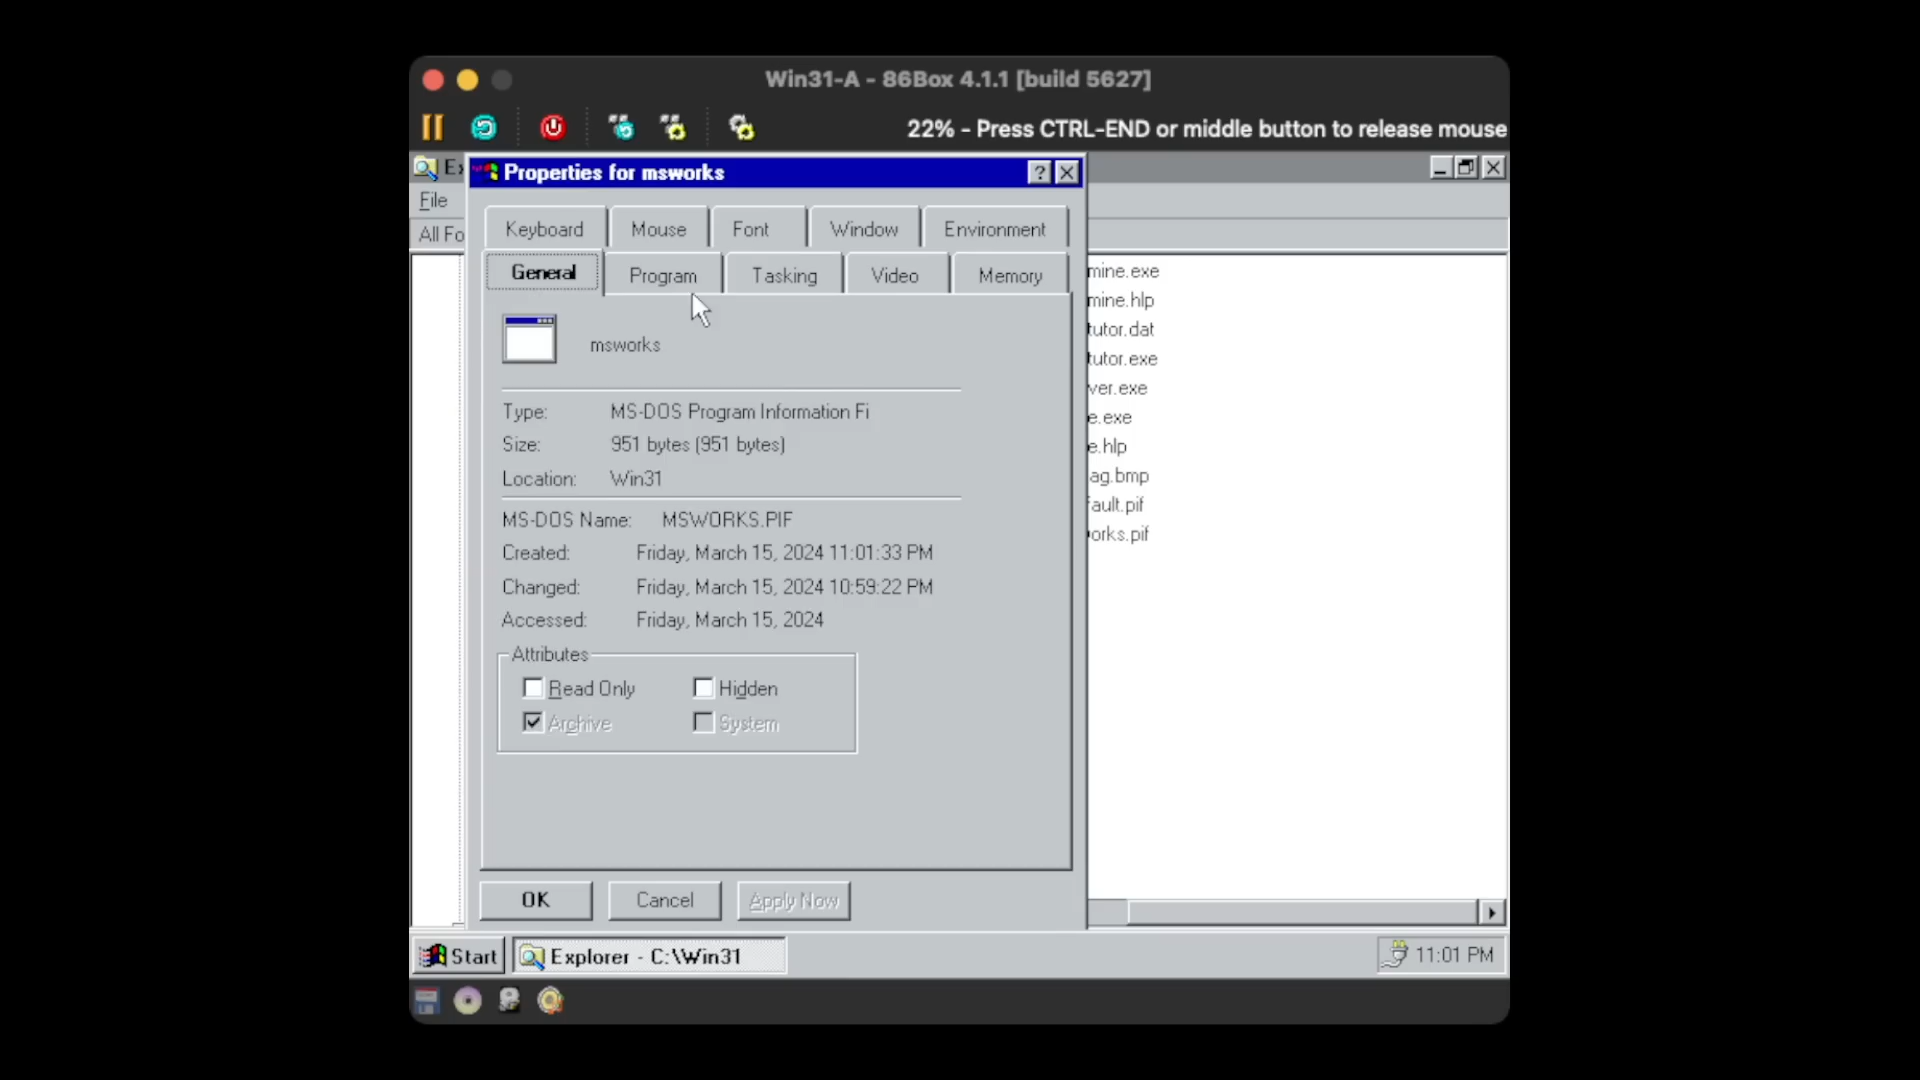 Win31-A - 86Box 4.1.1 [build 5627]
22% - Press CTRL-END or middle button to release mouse
Properties for msworks
File
Keyboard Mouse Font Window Environment
General Program Tasking Video Memory
mine.exe
mine.hlp
tutor.dat
tutor.exe
ver.exe
e.exe
e.hlp
ag.bmp
ault.pif
orks.pif
msworks
Type: MS-DOS Program Information Fi
Size: 951 bytes (951 bytes)
Location: Win31
MS-DOS Name: MSWORKS.PIF
Created: Friday, March 15, 2024 11:01:33 PM
Changed: Friday, March 15, 2024 10:59:22 PM
Accessed: Friday, March 15, 2024
Attributes
Read Only Hidden
Archive System
OK Cancel Apply Now
Start Explorer - C:\Win31 11:01 PM